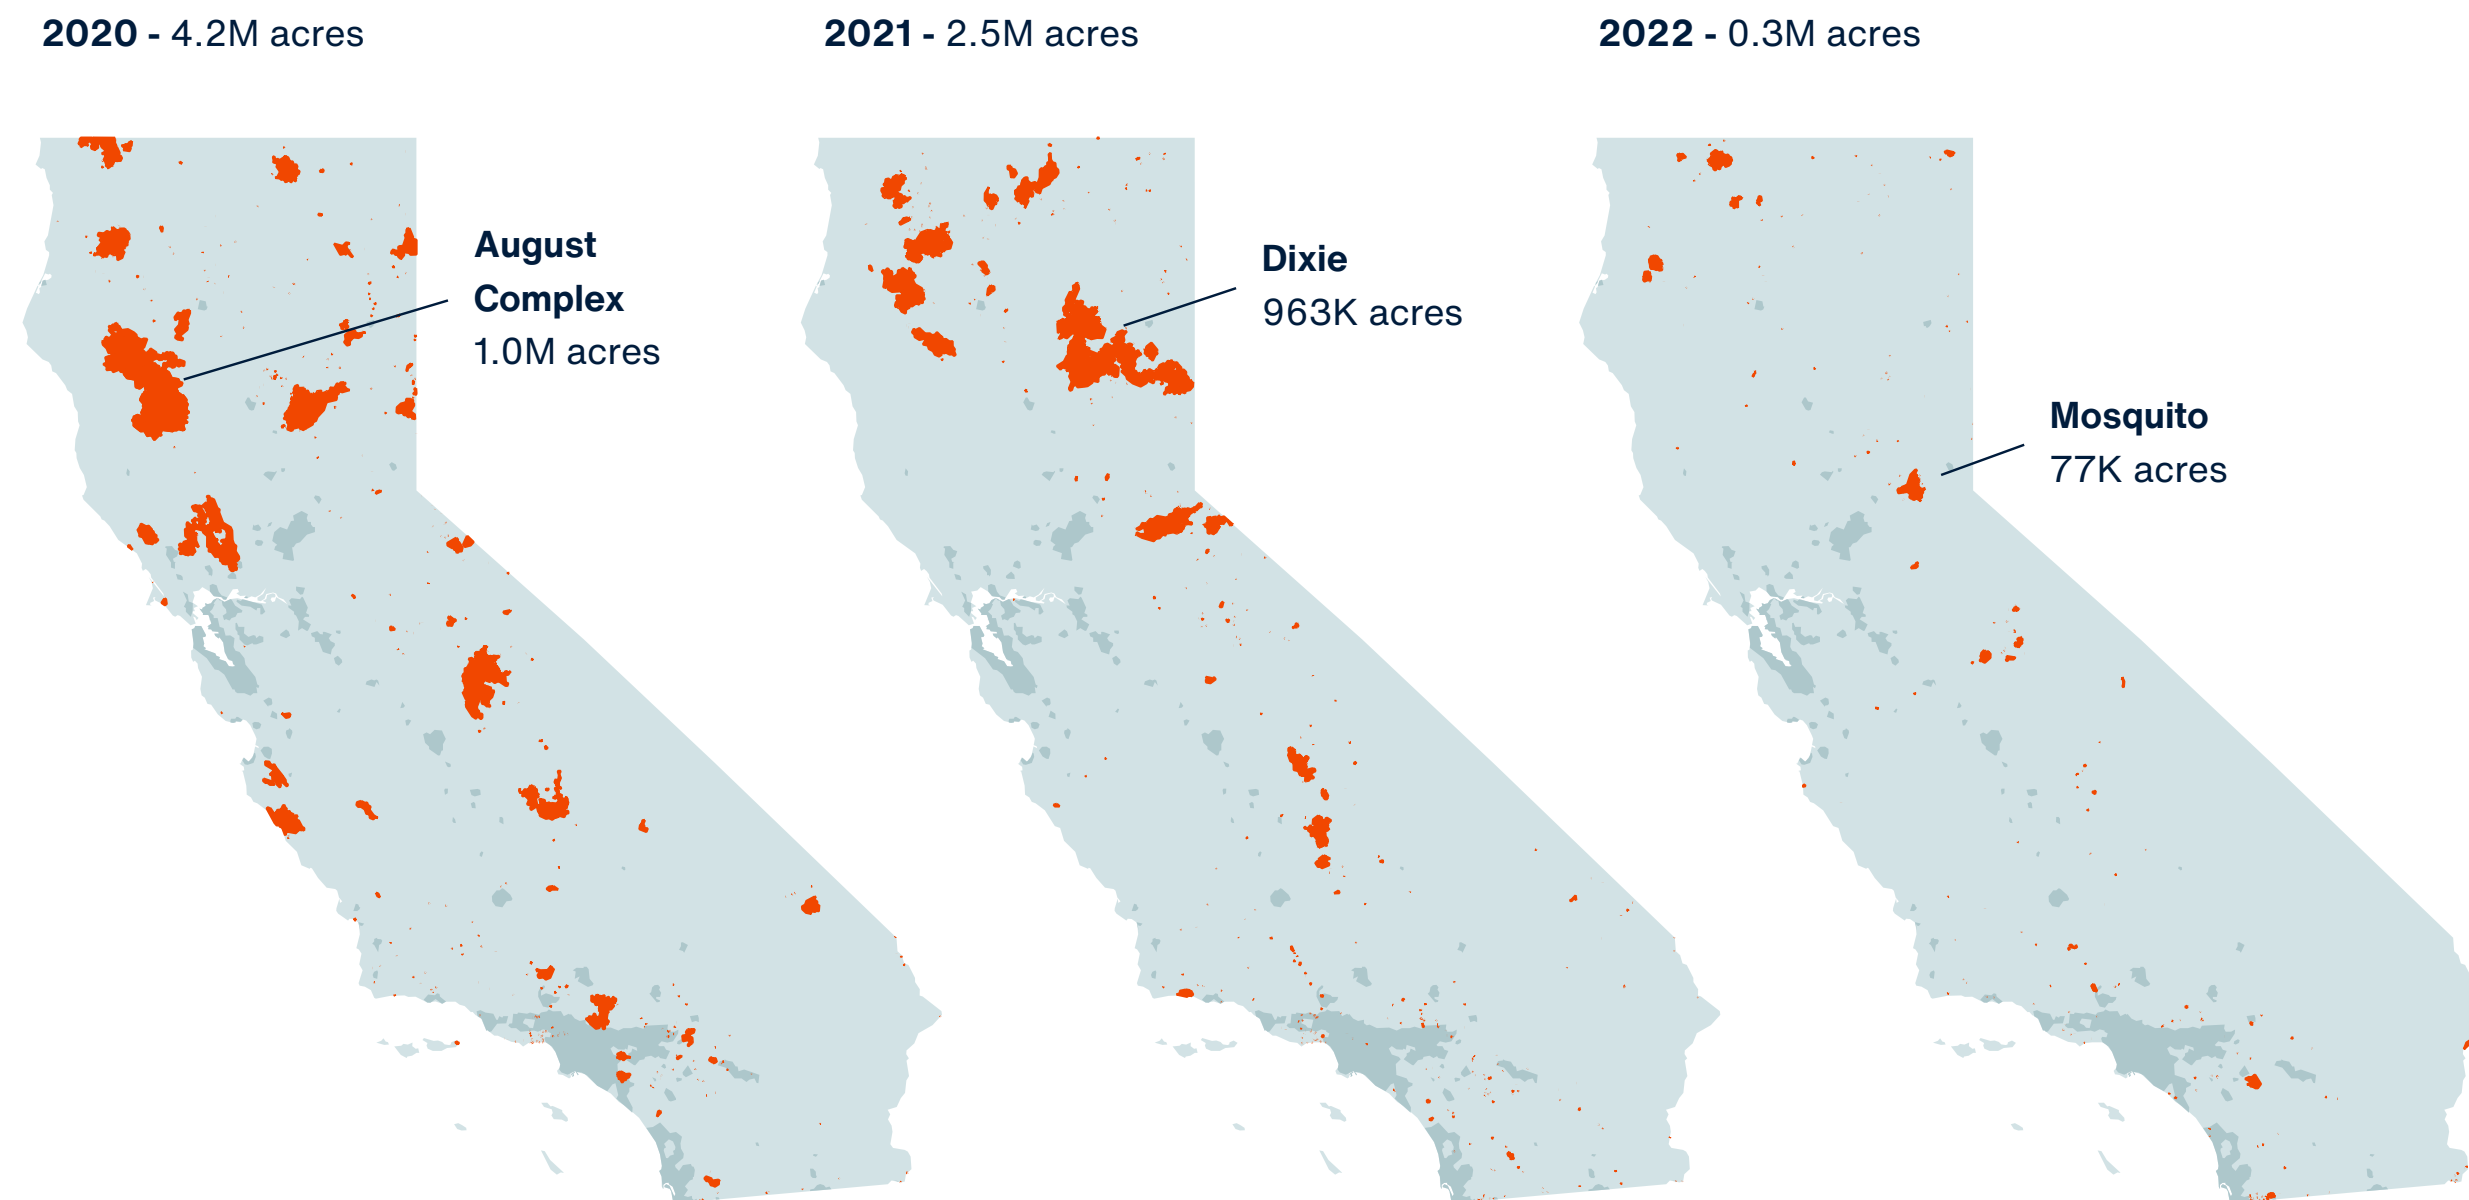 2020 - 4.2M acres
2021 - 2.5M acres
2022 - 0.3M acres
August
Complex
1.0M acres
Dixie
963K acres
Mosquito
77K acres